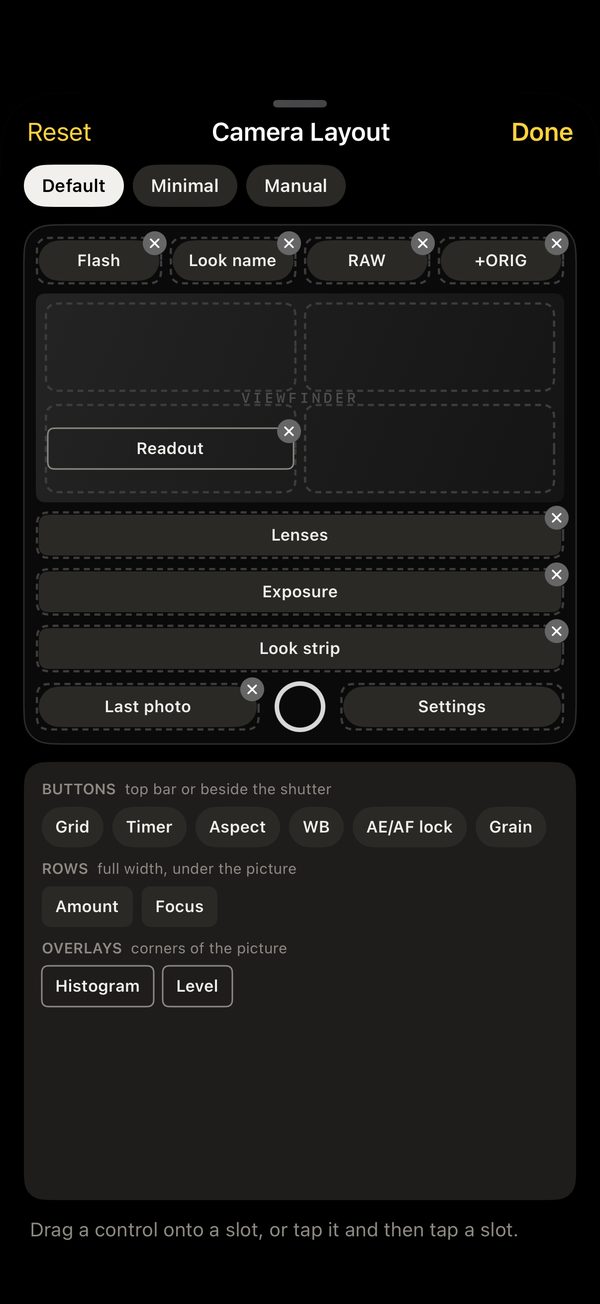 Reset Camera Layout Done
Default Minimal Manual
Flash Look name RAW +ORIG
VIEWFINDER
Readout
Lenses
Exposure
Look strip
Last photo Settings
BUTTONS top bar or beside the shutter
Grid Timer Aspect WB AE/AF lock Grain
ROWS full width, under the picture
Amount Focus
OVERLAYS corners of the picture
Histogram Level
Drag a control onto a slot, or tap it and then tap a slot.